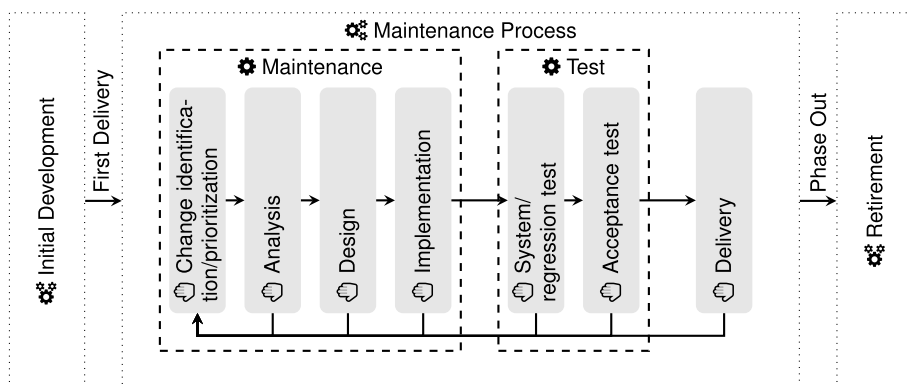 Maintenance Process
Maintenance
Test
Initial Development
First Delivery
Change identifica-
tion/prioritization
Analysis
Design
Implementation
System/
regression test
Acceptance test
Delivery
Phase Out
Retirement